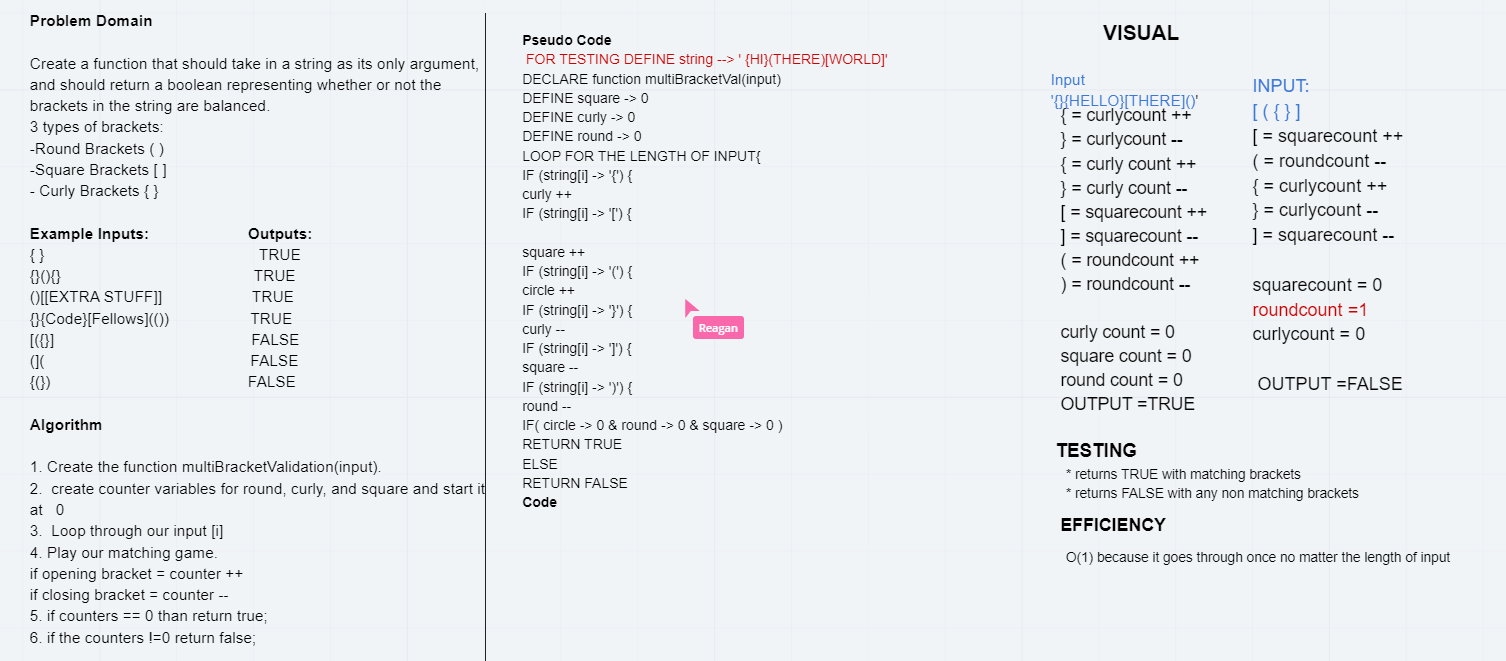 Problem Domain
Create a function that should take in a string as its only argument,
and should return a boolean representing whether or not the
brackets in the string are balanced.
3 types of brackets:
-Round Brackets ( )
-Square Brackets [ ]
- Curly Brackets { }
Example Inputs: Outputs:
{ } TRUE
{}(){} TRUE
()[[EXTRA STUFF]] TRUE
{}{Code}[Fellows](()) TRUE
[({}] FALSE
(]( FALSE
{(}) FALSE
Algorithm
1. Create the function multiBracketValidation(input).
2. create counter variables for round, curly, and square and start it
at 0
3. Loop through our input [i]
4. Play our matching game.
if opening bracket = counter ++
if closing bracket = counter --
5. if counters == 0 than return true;
6. if the counters !=0 return false;
Pseudo Code
FOR TESTING DEFINE string --> ' {HI}(THERE)[WORLD]'
DECLARE function multiBracketVal(input)
DEFINE square -> 0
DEFINE curly -> 0
DEFINE round -> 0
LOOP FOR THE LENGTH OF INPUT{
IF (string[i] -> '{') {
curly ++
IF (string[i] -> '[') {
square ++
IF (string[i] -> '(') {
circle ++
IF (string[i] -> '}') {
curly --
IF (string[i] -> ']') {
square --
IF (string[i] -> ')') {
round --
IF( circle -> 0 & round -> 0 & square -> 0 )
RETURN TRUE
ELSE
RETURN FALSE
Code
Reagan
VISUAL
Input
'{}{HELLO}[THERE]()'
{ = curlycount ++
} = curlycount --
{ = curly count ++
} = curly count --
[ = squarecount ++
] = squarecount --
( = roundcount ++
) = roundcount --
curly count = 0
square count = 0
round count = 0
OUTPUT =TRUE
INPUT:
[ ( { } ]
[ = squarecount ++
( = roundcount --
{ = curlycount ++
} = curlycount --
] = squarecount --
squarecount = 0
roundcount =1
curlycount = 0
OUTPUT =FALSE
TESTING
* returns TRUE with matching brackets
* returns FALSE with any non matching brackets
EFFICIENCY
O(1) because it goes through once no matter the length of input